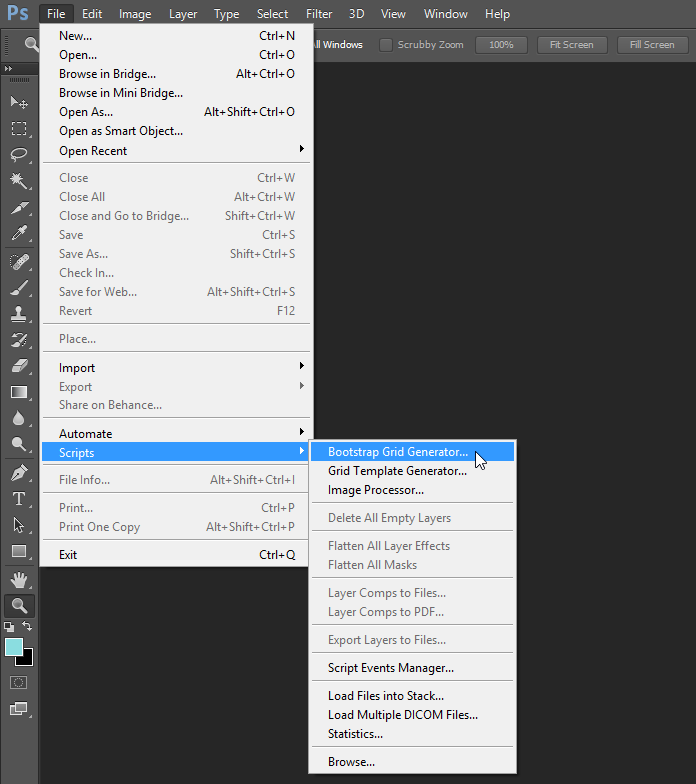 Ps File Edit Image Layer Type Select Filter 3D View Window Help
All Windows Scrubby Zoom 100% Fit Screen Fill Screen
New... Ctrl+N
Open... Ctrl+O
Browse in Bridge... Alt+Ctrl+O
Browse in Mini Bridge...
Open As... Alt+Shift+Ctrl+O
Open as Smart Object...
Open Recent
Close Ctrl+W
Close All Alt+Ctrl+W
Close and Go to Bridge... Shift+Ctrl+W
Save Ctrl+S
Save As... Shift+Ctrl+S
Check In...
Save for Web... Alt+Shift+Ctrl+S
Revert F12
Place...
Import
Export
Share on Behance...
Automate
Scripts
File Info... Alt+Shift+Ctrl+I
Print... Ctrl+P
Print One Copy Alt+Shift+Ctrl+P
Exit Ctrl+Q
Bootstrap Grid Generator...
Grid Template Generator...
Image Processor...
Delete All Empty Layers
Flatten All Layer Effects
Flatten All Masks
Layer Comps to Files...
Layer Comps to PDF...
Export Layers to Files...
Script Events Manager...
Load Files into Stack...
Load Multiple DICOM Files...
Statistics...
Browse...